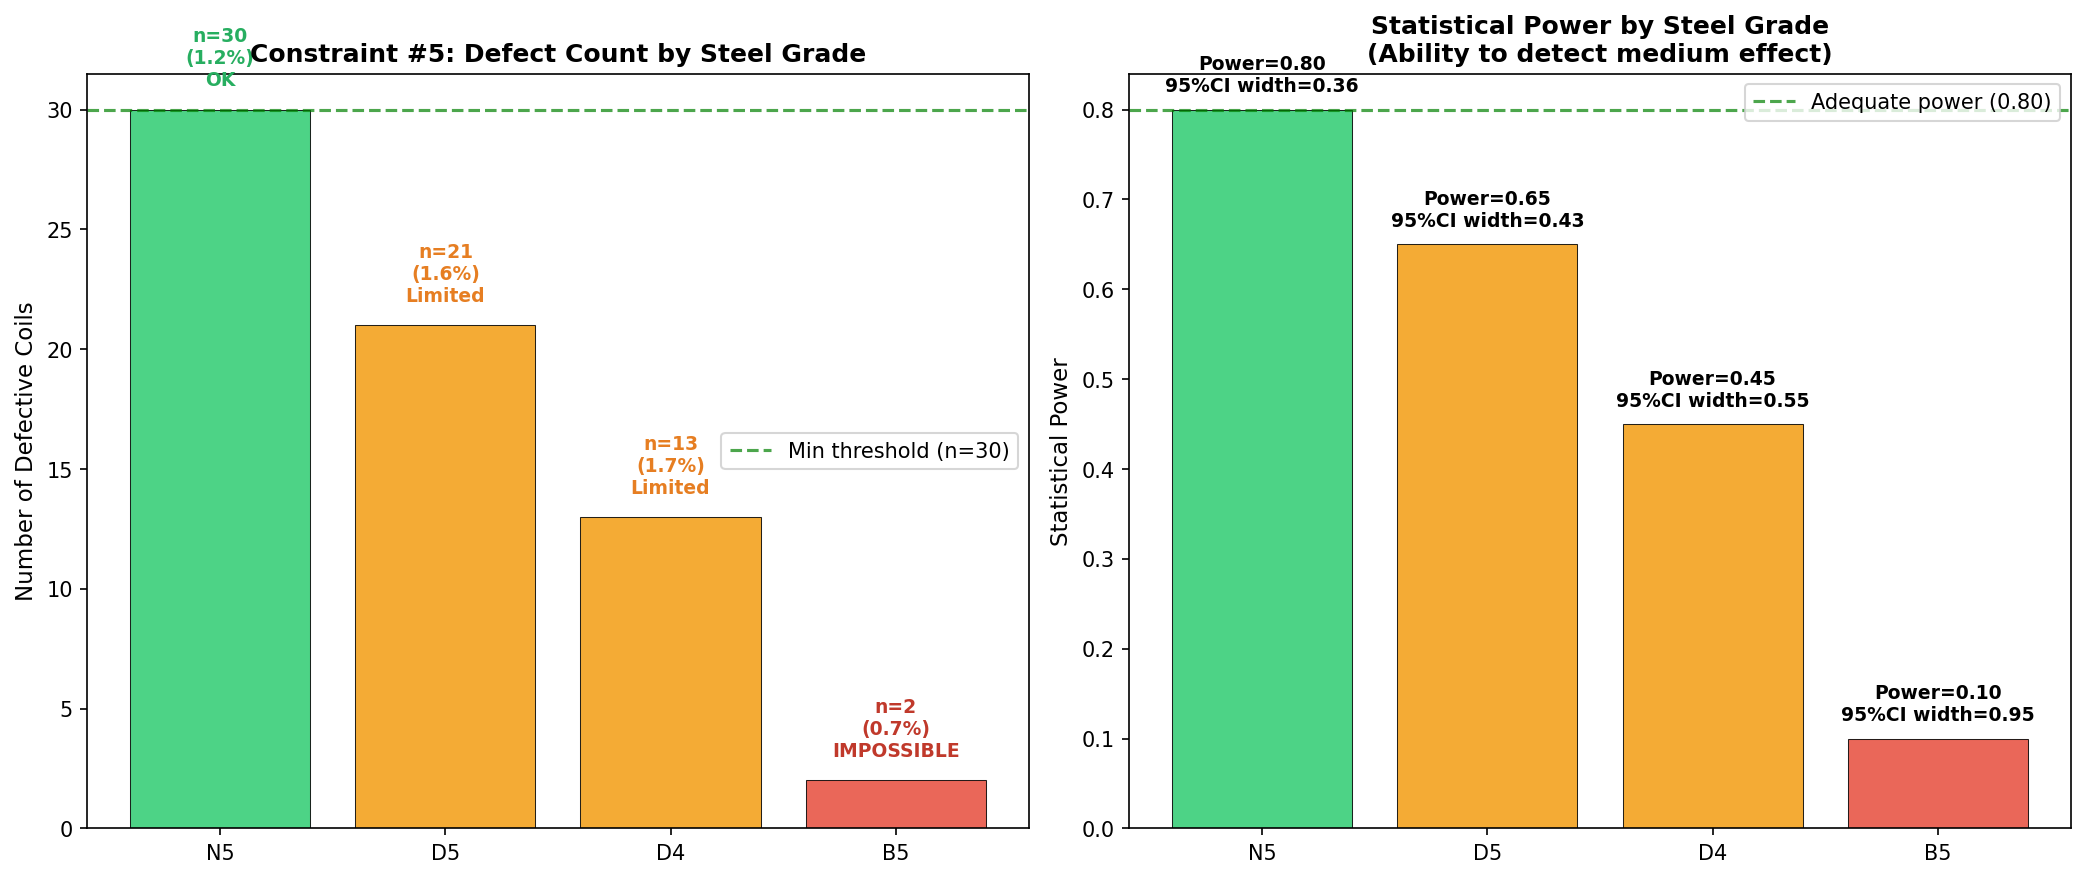 Constraint #5: Defect Count by Steel Grade
n=30
(1.2%)
OK
n=21
(1.6%)
Limited
n=13
(1.7%)
Limited
n=2
(0.7%)
IMPOSSIBLE
Min threshold (n=30)
Number of Defective Coils
30
25
20
15
10
5
0
N5
D5
D4
B5
Statistical Power by Steel Grade
(Ability to detect medium effect)
Power=0.80
95%CI width=0.36
Adequate power (0.80)
Power=0.65
95%CI width=0.43
Power=0.45
95%CI width=0.55
Power=0.10
95%CI width=0.95
Statistical Power
0.8
0.7
0.6
0.5
0.4
0.3
0.2
0.1
0.0
N5
D5
D4
B5